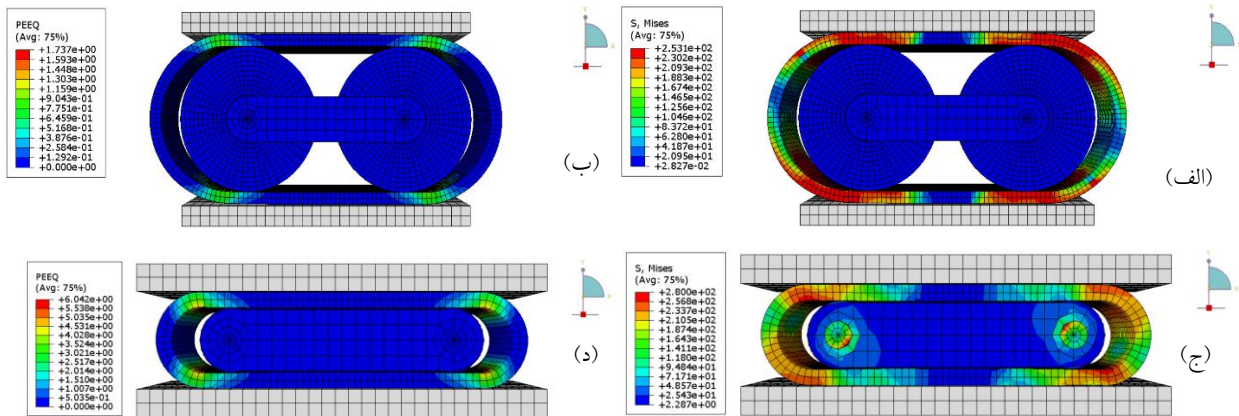 PEEQ
(Avg: 75%)
+1.737e+00
+1.593e+00
+1.448e+00
+1.303e+00
+1.159e+00
+9.043e-01
+7.751e-01
+6.459e-01
+5.168e-01
+3.876e-01
+2.584e-01
+1.292e-01
+0.000e+00
Y
X
(ب
S, Mises
(Avg: 75%)
+2.531e+02
+2.302e+02
+2.093e+02
+1.883e+02
+1.674e+02
+1.465e+02
+1.256e+02
+1.046e+02
+8.372e+01
+6.280e+01
+4.187e+01
+2.095e+01
+2.827e-02
Y
(الف
PEEQ
(Avg: 75%)
+6.042e+00
+5.538e+00
+5.035e+00
+4.531e+00
+4.028e+00
+3.524e+00
+3.021e+00
+2.517e+00
+2.014e+00
+1.510e+00
+1.007e+00
+5.035e-01
+0.000e+00
Y
X
(د
S, Mises
(Avg: 75%)
+2.800e+02
+2.568e+02
+2.337e+02
+2.105e+02
+1.874e+02
+1.643e+02
+1.411e+02
+1.180e+02
+9.484e+01
+7.171e+01
+4.857e+01
+2.543e+01
+2.287e+00
Y
X
(ج